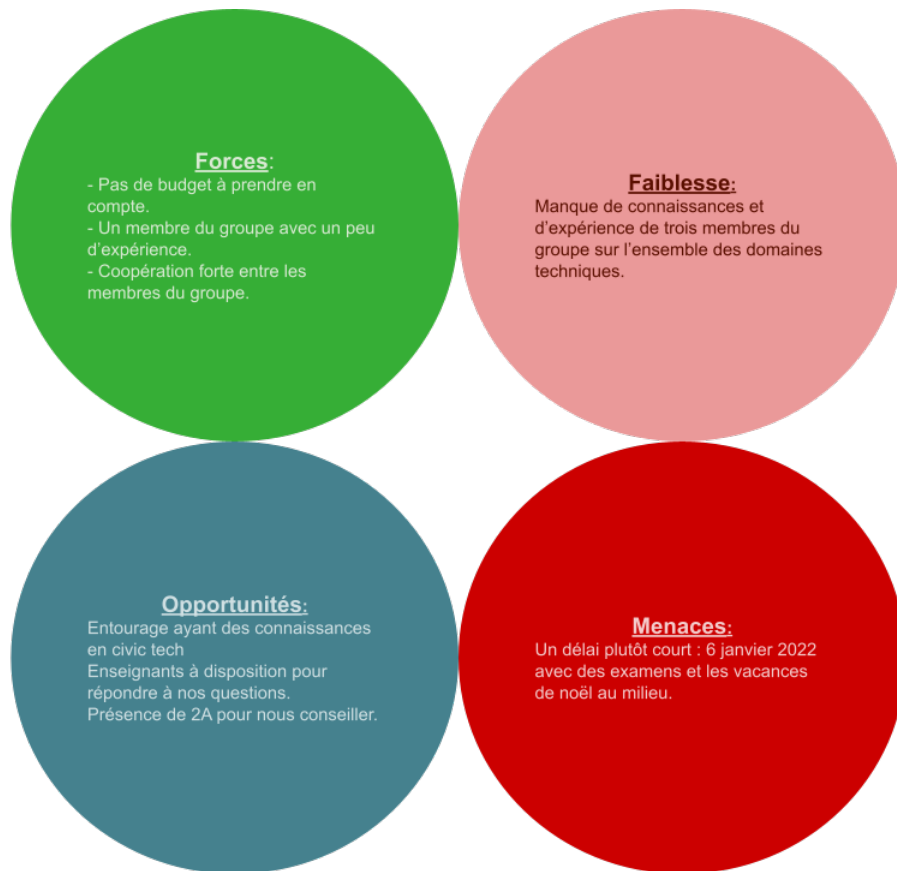 Forces:
- Pas de budget à prendre en
compte.
- Un membre du groupe avec un peu
d'expérience.
- Coopération forte entre les
membres du groupe.
Faiblesse:
Manque de connaissances et
d'expérience de trois membres du
groupe sur l'ensemble des domaines
techniques.
Opportunités:
Entourage ayant des connaissances
en civic tech
Enseignants à disposition pour
répondre à nos questions.
Présence de 2A pour nous conseiller.
Menaces:
Un délai plutôt court : 6 janvier 2022
avec des examens et les vacances
de noël au milieu.